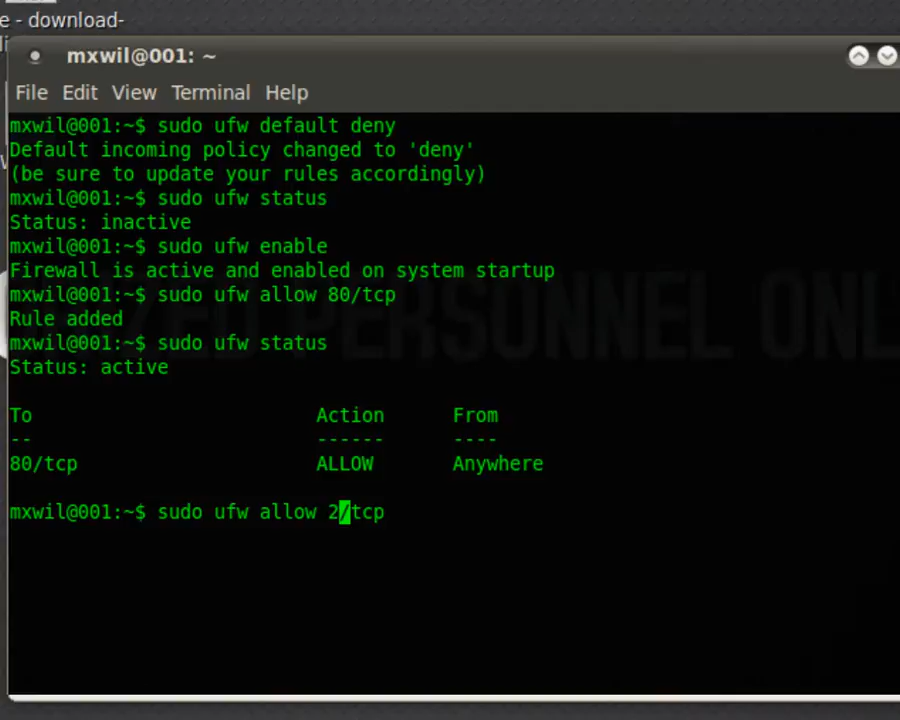 e - download-
mxwil@001: ~
File Edit View Terminal Help
mxwil@001:~$ sudo ufw default deny
Default incoming policy changed to 'deny'
(be sure to update your rules accordingly)
mxwil@001:~$ sudo ufw status
Status: inactive
mxwil@001:~$ sudo ufw enable
Firewall is active and enabled on system startup
mxwil@001:~$ sudo ufw allow 80/tcp
Rule added
mxwil@001:~$ sudo ufw status
Status: active
To Action From
-- ------ ----
80/tcp ALLOW Anywhere
mxwil@001:~$ sudo ufw allow 2/tcp
PERSONNEL